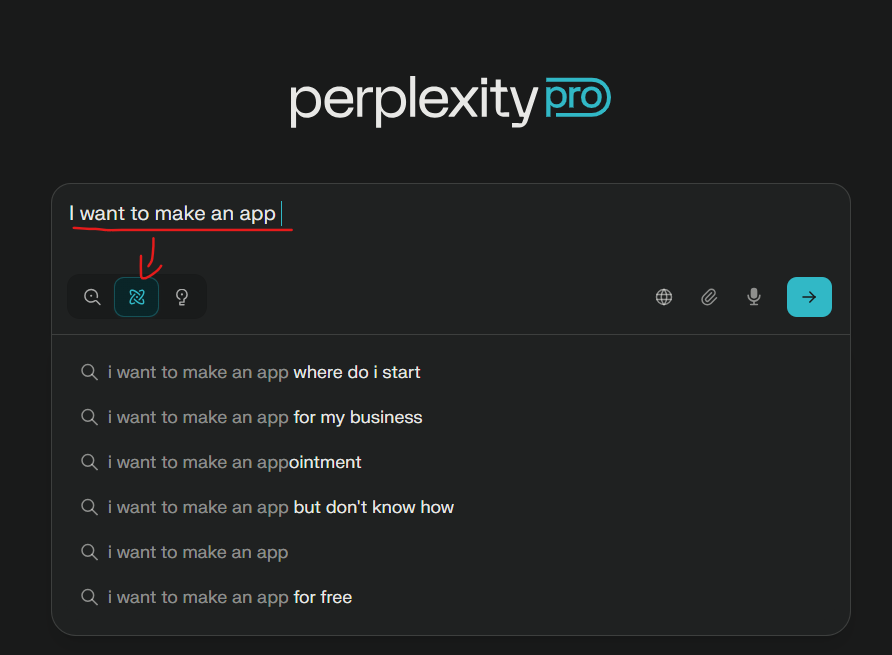 perplexity pro
I want to make an app
i want to make an app where do i start
i want to make an app for my business
i want to make an appointment
i want to make an app but don't know how
i want to make an app
i want to make an app for free